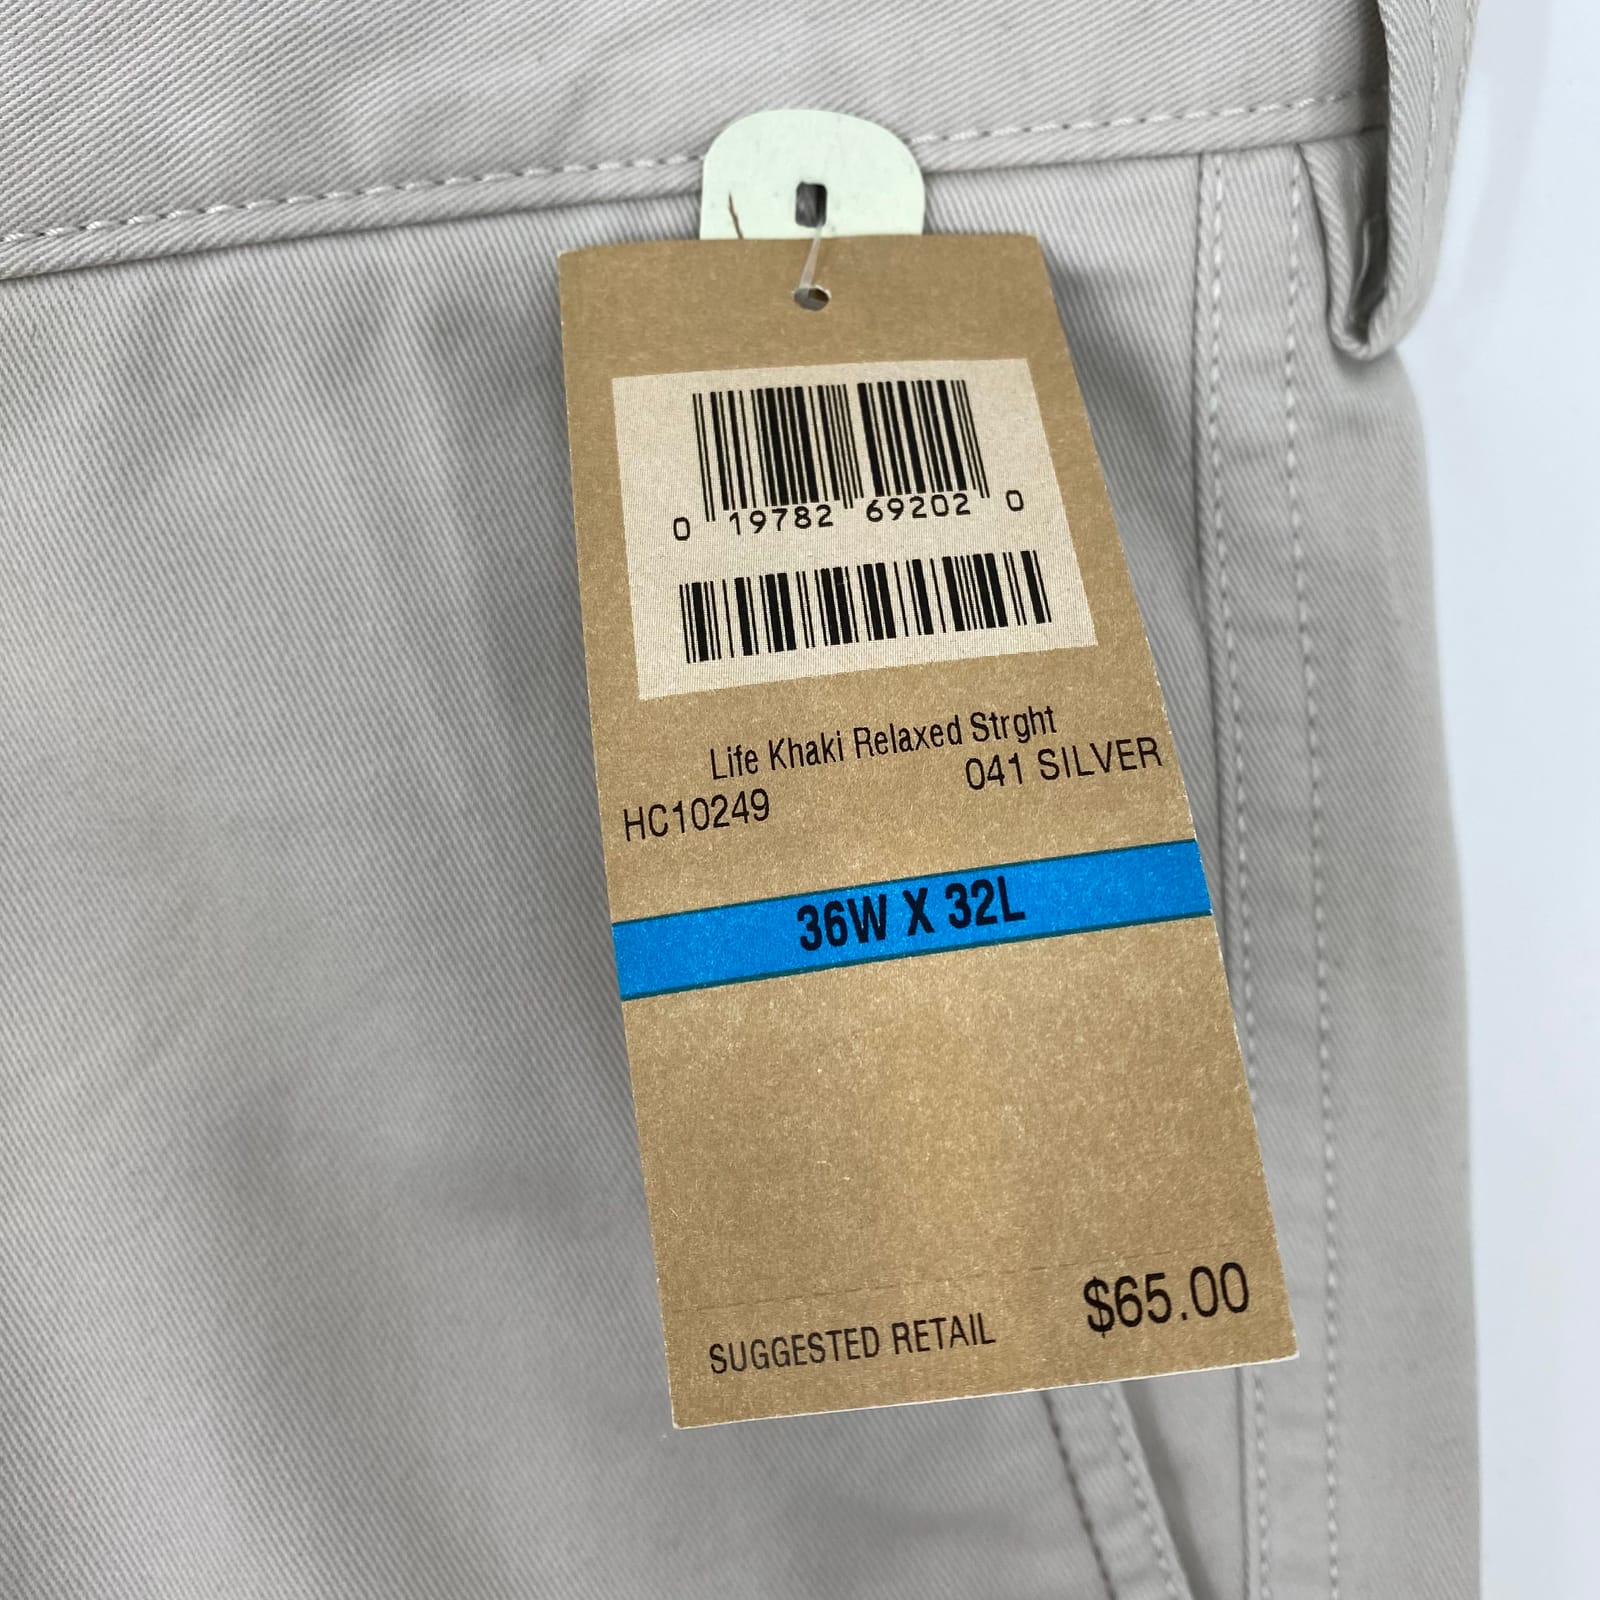 0 19782 69202 0
Life Khaki Relaxed Strght
HC10249 041 SILVER
36W X 32L
SUGGESTED RETAIL $65.00